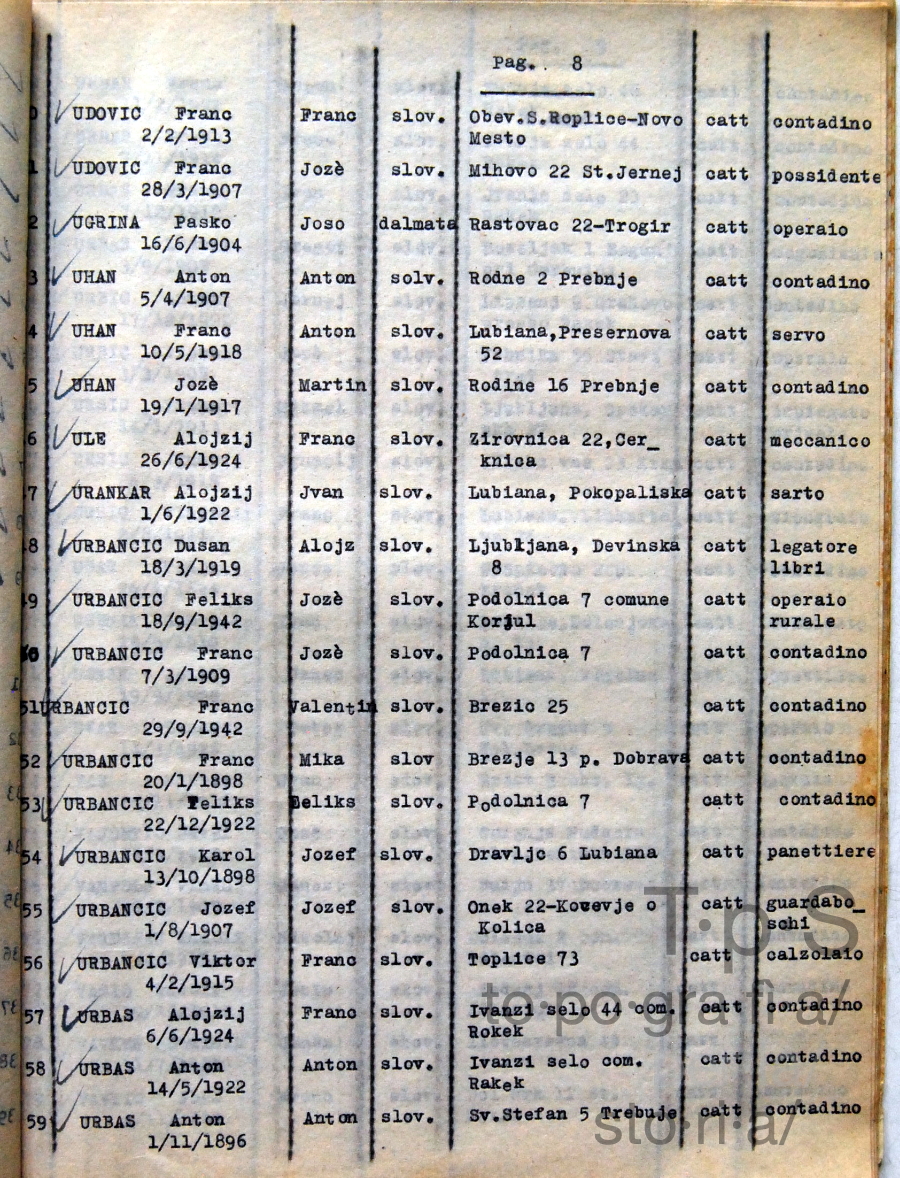 Pag. 8
UDOVIC Franc Franc slov. Obev.S.Roplice-Novo catt contadino
2/2/1913 Mesto
UDOVIC Franc Jozè slov. Mihovo 22 St.Jernej catt possidente
28/3/1907
UGRINA Pasko Joso dalmata Rastovac 22-Trogir catt operaio
16/6/1904
UHAN Anton Anton solv. Rodne 2 Prebnje catt contadino
5/4/1907
UHAN Franc Anton slov. Lubiana,Presernova catt servo
10/5/1918 52
UHAN Jozè Martin slov. Rodine 16 Prebnje catt contadino
19/1/1917
ULE Alojzij Franc slov. Zirovnica 22,Cer_ catt meccanico
26/6/1924 knica
URANKAR Alojzij Jvan slov. Lubiana, Pokopaliska catt sarto
1/6/1922
URBANCIC Dusan Alojz slov. Ljubljana, Devinska catt legatore
18/3/1919 8 libri
URBANCIC Feliks Jozè slov. Podolnica 7 comune catt operaio
18/9/1942 Korjul rurale
URBANCIC Franc Jozè slov. Podolnica 7 catt contadino
7/3/1909
51 URBANCIC Franc Valentin slov. Brezic 25 catt contadino
29/9/1942
52 URBANCIC Franc Mika slov Brezje 13 p. Dobrava catt contadino
20/1/1898
53 URBANCIC Feliks Feliks slov. Podolnica 7 catt contadino
22/12/1922
54 URBANCIC Karol Jozef slov. Dravljc 6 Lubiana catt panettiere
13/10/1898
55 URBANCIC Jozef Jozef slov. Onek 22-Kocevje o catt guardabo_
1/8/1907 Kolica schi
56 URBANCIC Viktor Franc slov. Toplice 73 catt calzolaio
4/2/1915
57 URBAS Alojzij Franc slov. Ivanzi selo 44 com. catt contadino
6/6/1924 Rokek
58 URBAS Anton Anton slov. Ivanzi selo com. catt contadino
14/5/1922 Rakek
59 URBAS Anton Anton slov. Sv.Stefan 5 Trebuje catt contadino
1/11/1896
T·p S
to·po·gra·fi·a/
sto·ri·a/